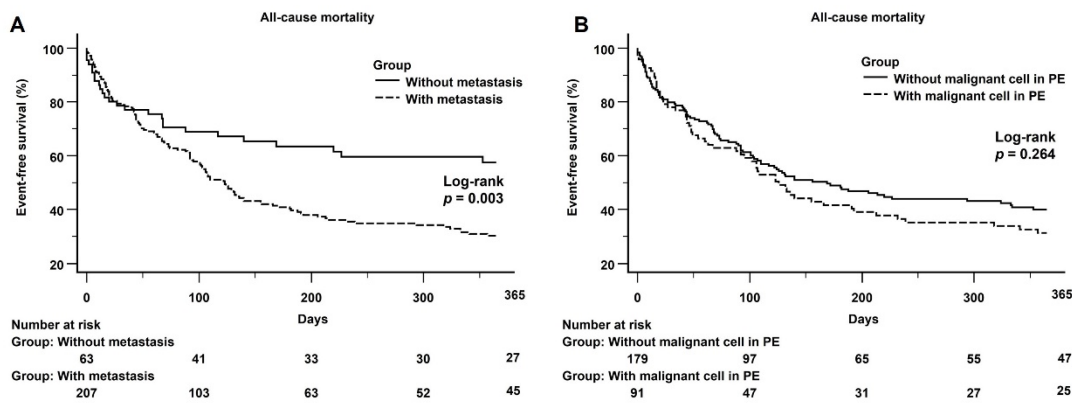 A
All-cause mortality
Group
Without metastasis
With metastasis
Log-rank
p = 0.003
Event-free survival (%)
100
80
60
40
20
0
100
200
300
365
Days
Number at risk
Group: Without metastasis
63 41 33 30 27
Group: With metastasis
207 103 63 52 45
B
All-cause mortality
Group
Without malignant cell in PE
With malignant cell in PE
Log-rank
p = 0.264
Event-free survival (%)
100
80
60
40
20
0
100
200
300
365
Days
Number at risk
Group: Without malignant cell in PE
179 97 65 55 47
Group: With malignant cell in PE
91 47 31 27 25